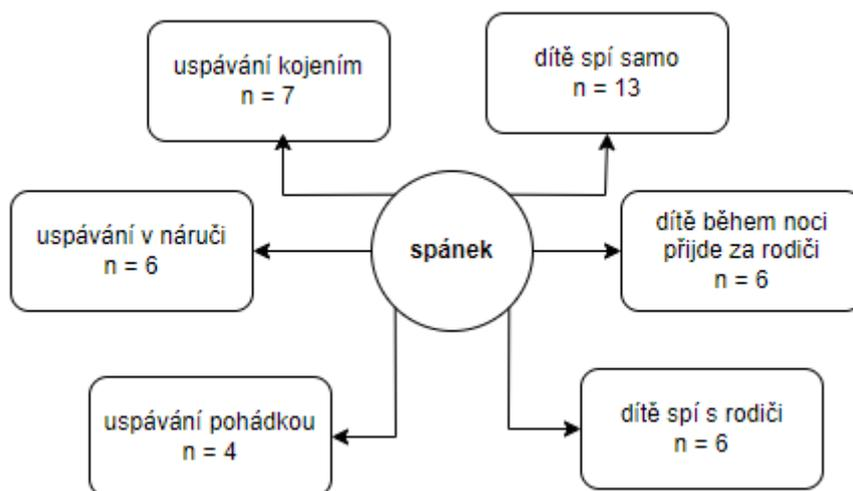 uspávání kojením
n = 7
dítě spí samo
n = 13
uspávání v náruči
n = 6
spánek
dítě během noci
přijde za rodiči
n = 6
uspávání pohádkou
n = 4
dítě spí s rodiči
n = 6